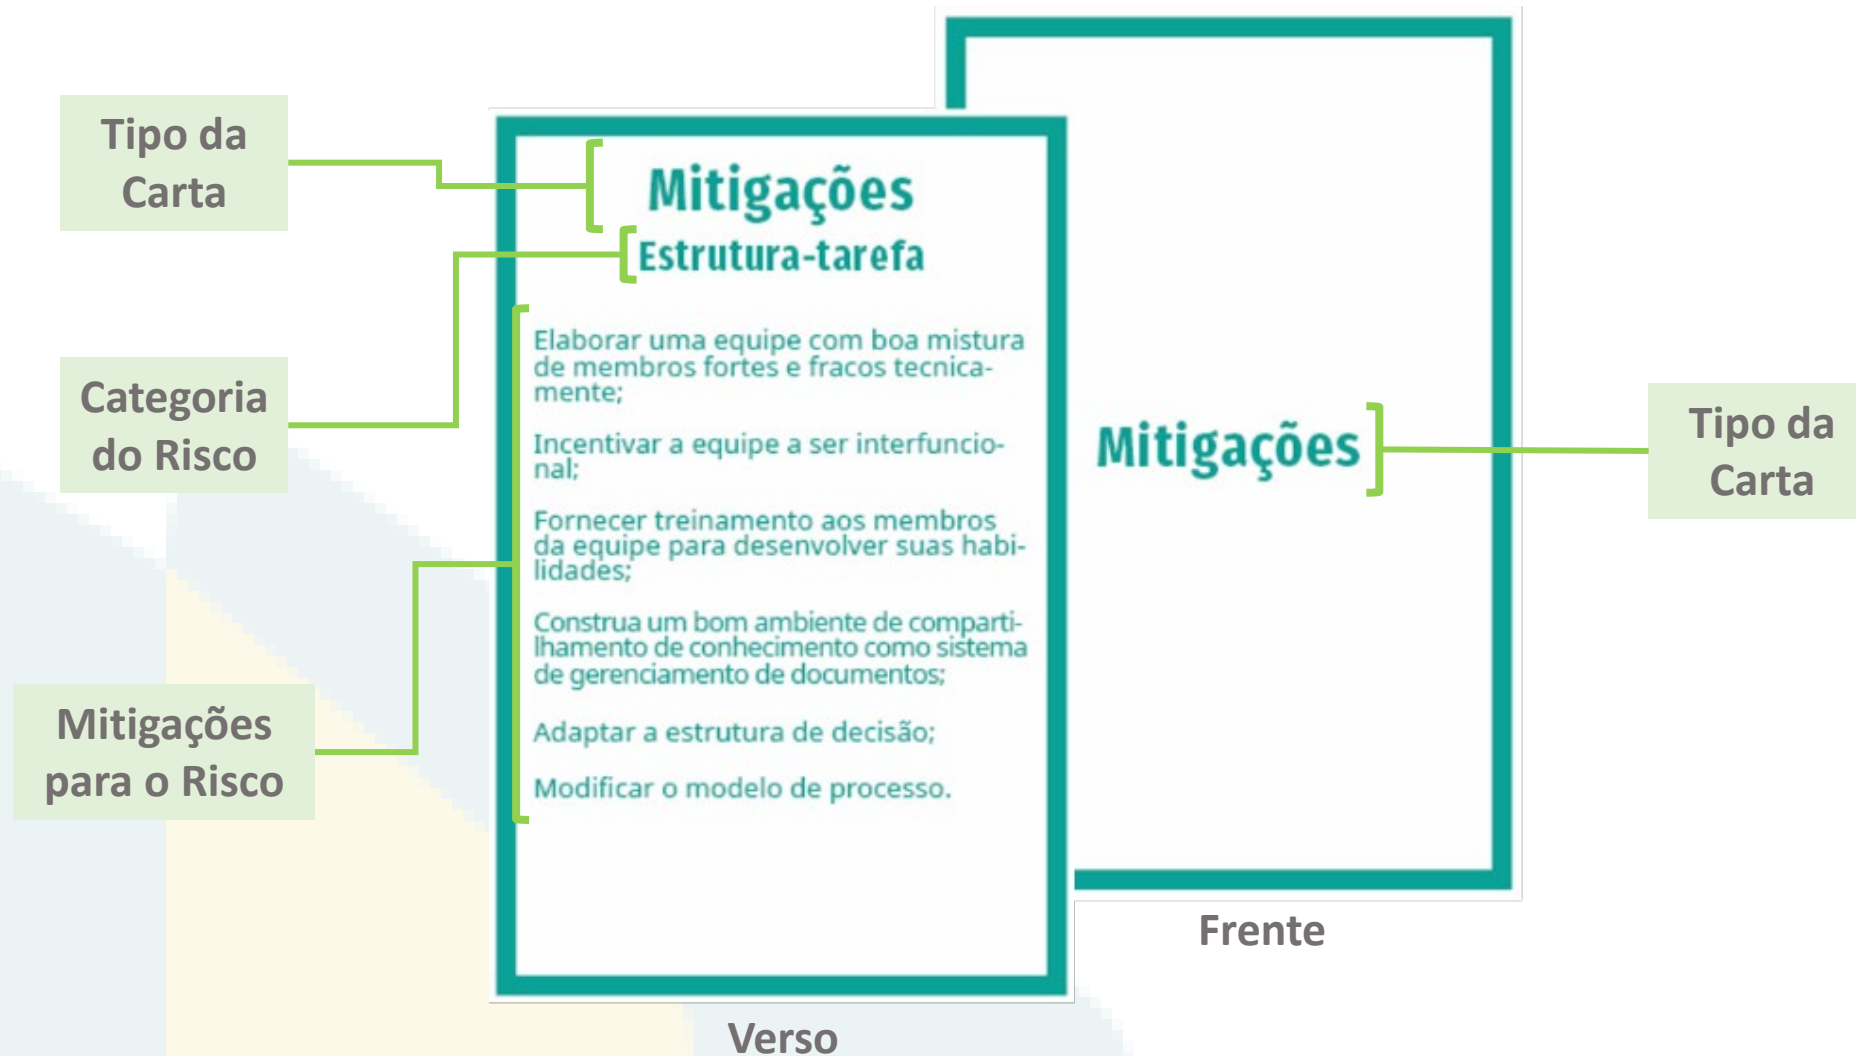 Tipo da
Carta
Categoria
do Risco
Mitigações
para o Risco
Mitigações
Estrutura-tarefa
Elaborar uma equipe com boa mistura
de membros fortes e fracos tecnica-
mente;
Incentivar a equipe a ser interfuncio-
nal;
Fornecer treinamento aos membros
da equipe para desenvolver suas habi-
lidades;
Construa um bom ambiente de comparti-
lhamento de conhecimento como sistema
de gerenciamento de documentos;
Adaptar a estrutura de decisão;
Modificar o modelo de processo.
Verso
Mitigações
Frente
Tipo da
Carta